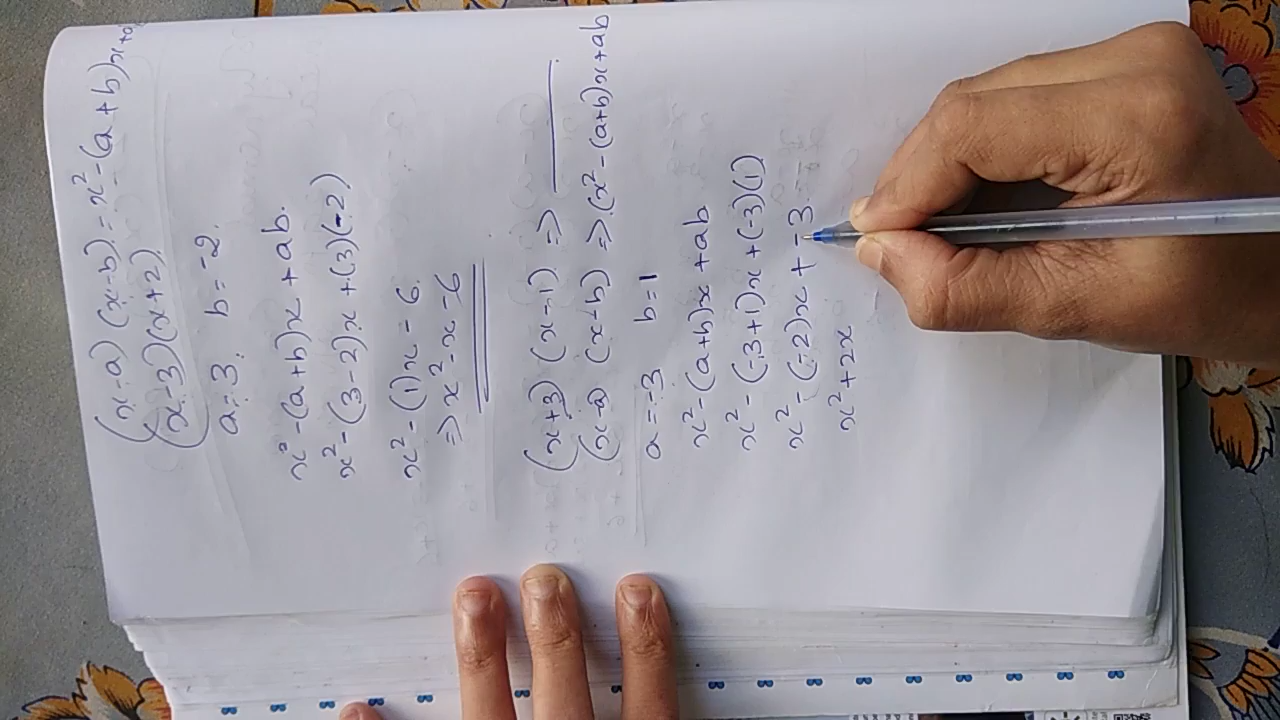 (x-a) (x-b) = x² - (a+b)x+a
(x-3)(x+2)
a=3. b=-2.
x² - (a+b)x + ab.
x² - (3-2)x + (3)(-2)
x² - (1)x - 6.
=> x² - x - 6
(x+3) (x-1) => ____.
(x-a) (x-b) => (x² - (a+b)x + ab
a = -3 b = 1
x² - (a+b)x + ab
x² - (-3+1)x + (-3)(1)
x² - (-2)x + -3.
x² + 2x
B B B B B B B B B B B B B B B